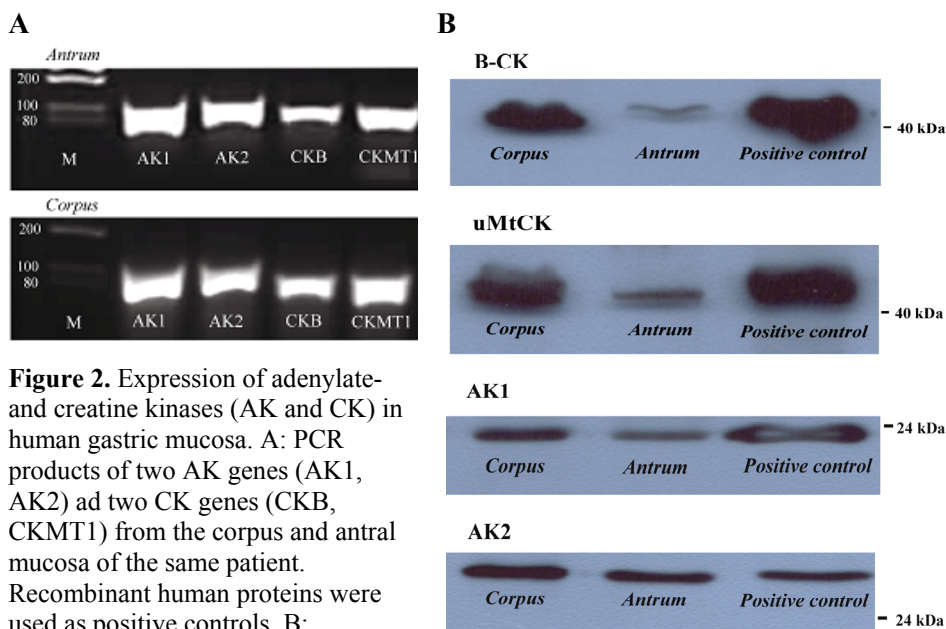 A
Antrum
200
100
80
M AK1 AK2 CKB CKMT1
Corpus
200
100
80
M AK1 AK2 CKB CKMT1
Figure 2. Expression of adenylate-
and creatine kinases (AK and CK) in
human gastric mucosa. A: PCR
products of two AK genes (AK1,
AK2) ad two CK genes (CKB,
CKMT1) from the corpus and antral
mucosa of the same patient.
Recombinant human proteins were
used as positive controls. B:
B
B-CK
Corpus Antrum Positive control
- 40 kDa
uMtCK
Corpus Antrum Positive control
- 40 kDa
AK1
- 24 kDa
Corpus Antrum Positive control
AK2
Corpus Antrum Positive control
- 24 kDa